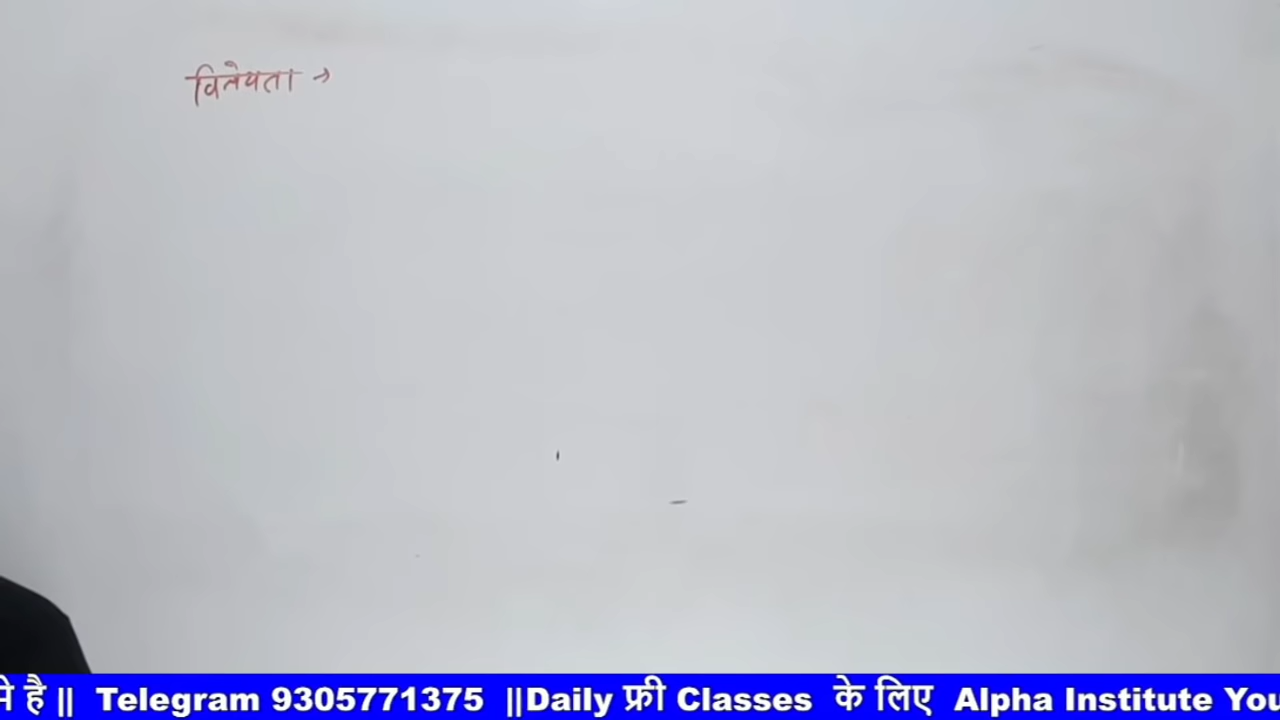 विलेयता →
मे है || Telegram 9305771375 ||Daily फ्री Classes के लिए Alpha Institute You